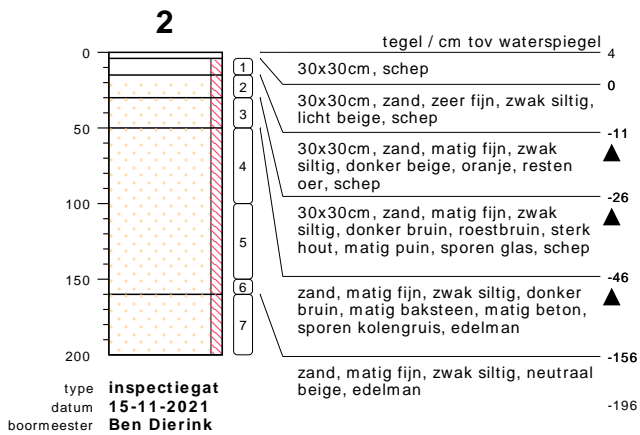 2
tegel / cm tov waterspiegel
0
4
1
30x30cm, schep
0
2
30x30cm, zand, zeer fijn, zwak siltig,
licht beige, schep
-11
3
30x30cm, zand, matig fijn, zwak
siltig, donker beige, oranje, resten
oer, schep
-26
50
4
30x30cm, zand, matig fijn, zwak
siltig, donker bruin, roestbruin, sterk
hout, matig puin, sporen glas, schep
-46
100
5
zand, matig fijn, zwak siltig, donker
bruin, matig baksteen, matig beton,
sporen kolengruis, edelman
-156
150
6
7
zand, matig fijn, zwak siltig, neutraal
beige, edelman
-196
200
type inspectiegat
datum 15-11-2021
boormeester Ben Dierink